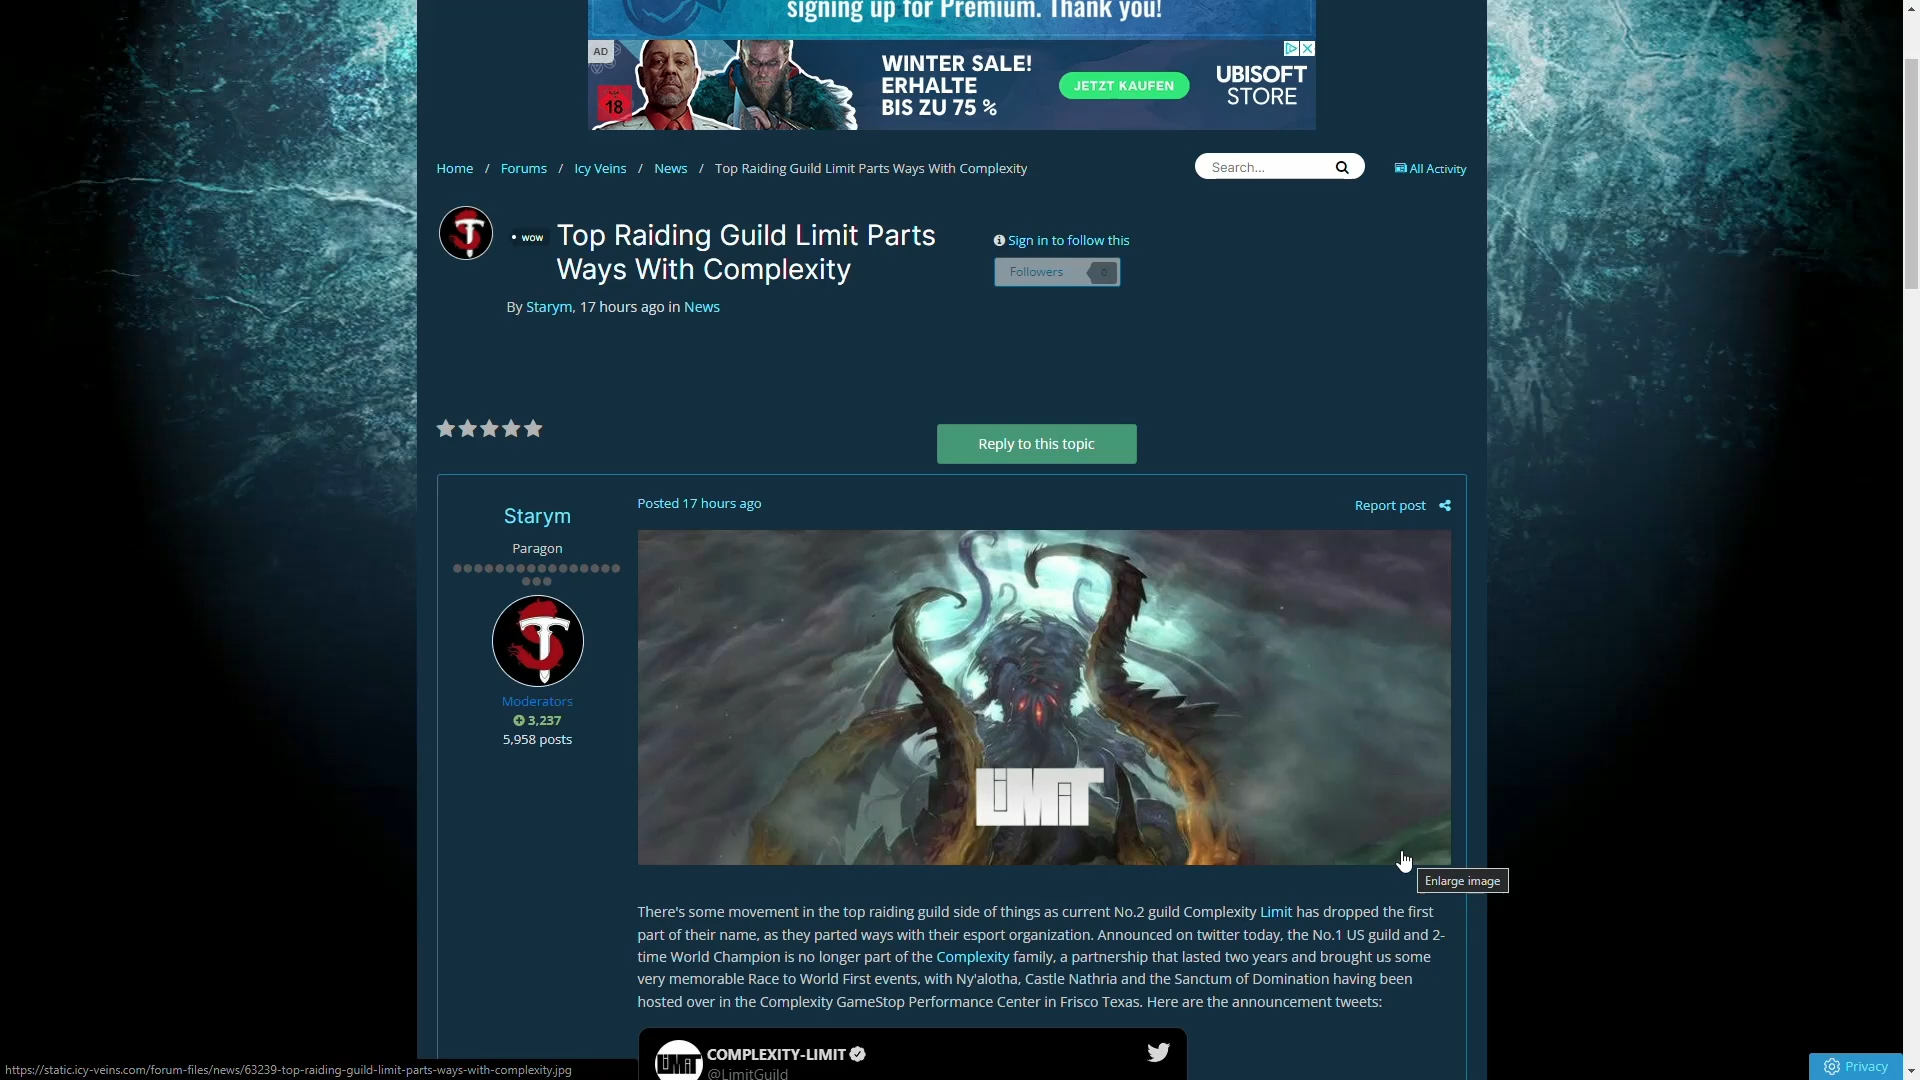 signing up for Premium. Thank you!
AD
WINTER SALE!
ERHALTE
BIS ZU 75 %
JETZT KAUFEN
UBISOFT
STORE
18
Home / Forums / Icy Veins / News / Top Raiding Guild Limit Parts Ways With Complexity
Search...
All Activity
WOW
Top Raiding Guild Limit Parts
Ways With Complexity
Sign in to follow this
Followers 0
By Starym, 17 hours ago in News
Reply to this topic
Starym
Paragon
Moderators
3,237
5,958 posts
Posted 17 hours ago
Report post
LIMIT
Enlarge image
There's some movement in the top raiding guild side of things as current No.2 guild Complexity Limit has dropped the first
part of their name, as they parted ways with their esport organization. Announced on twitter today, the No.1 US guild and 2-
time World Champion is no longer part of the Complexity family, a partnership that lasted two years and brought us some
very memorable Race to World First events, with Ny'alotha, Castle Nathria and the Sanctum of Domination having been
hosted over in the Complexity GameStop Performance Center in Frisco Texas. Here are the announcement tweets:
LIMIT
COMPLEXITY-LIMIT
@LimitGuild
https://static.icy-veins.com/forum-files/news/63239-top-raiding-guild-limit-parts-ways-with-complexity.jpg
Privacy